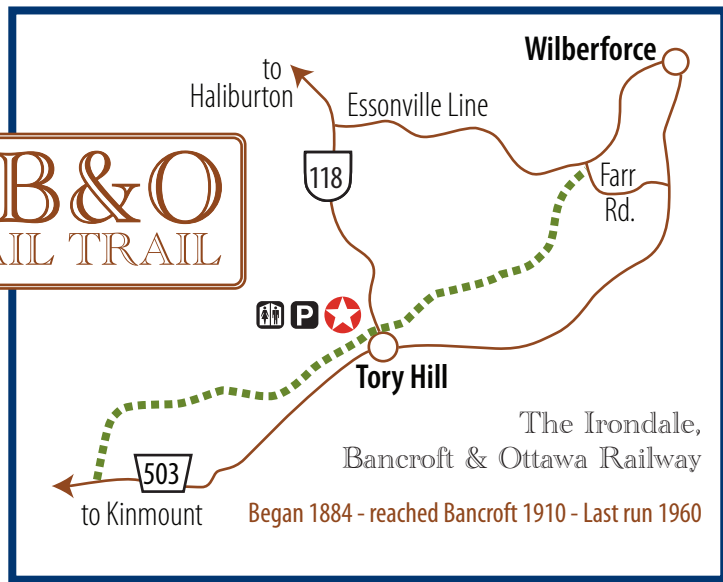 Wilberforce
to
Haliburton
Essonville Line
118
Farr
Rd.
B&O
AIL TRAIL
P
Tory Hill
The Irondale,
Bancroft & Ottawa Railway
503
to Kinmount
Began 1884 - reached Bancroft 1910 - Last run 1960